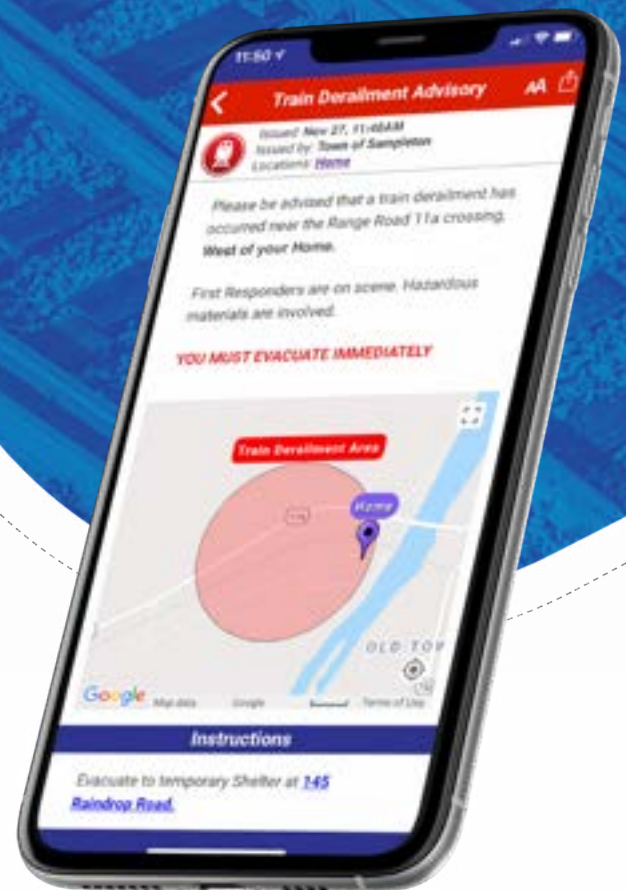 11:50
Train Derailment Advisory AA
Issued: Nov 27, 11:48AM
Issued by: Town of Sampleton
Locations: Home
Please be advised that a train derailment has
occurred near the Range Road 11a crossing,
West of your Home.
First Responders are on scene. Hazardous
materials are involved.
YOU MUST EVACUATE IMMEDIATELY
Train Derailment Area
Home
OLD TOW
Google Map data Google Terms of Use
Instructions
Evacuate to temporary Shelter at 145
Raindrop Road.